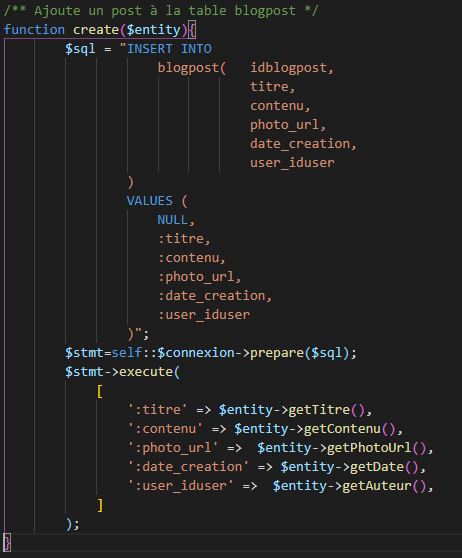 /** Ajoute un post à la table blogpost */
function create($entity){
$sql = "INSERT INTO
blogpost(   idblogpost,
titre,
contenu,
photo_url,
date_creation,
user_iduser
)
VALUES (
NULL,
:titre,
:contenu,
:photo_url,
:date_creation,
:user_iduser
)";
$stmt=self::$connexion->prepare($sql);
$stmt->execute(
[
':titre' => $entity->getTitre(),
':contenu' => $entity->getContenu(),
':photo_url' =>  $entity->getPhotoUrl(),
':date_creation' => $entity->getDate(),
':user_iduser' =>  $entity->getAuteur(),
]
);
}